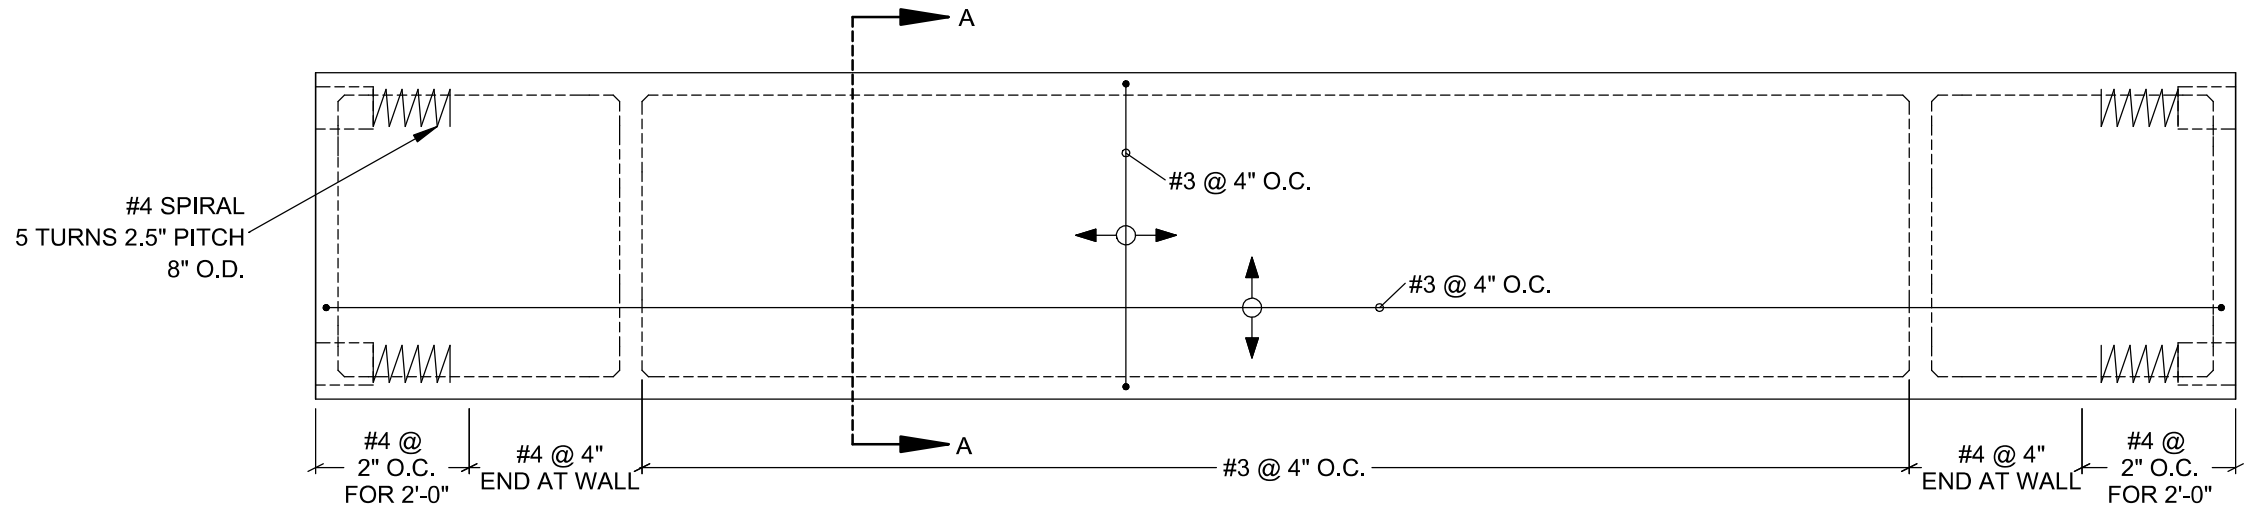 A
#3 @ 4" O.C.
#4 SPIRAL
5 TURNS 2.5" PITCH
8" O.D.
#3 @ 4" O.C.
A
#4 @
2" O.C.
FOR 2'-0"
#4 @ 4"
END AT WALL
#3 @ 4" O.C.
#4 @ 4"
END AT WALL
#4 @
2" O.C.
FOR 2'-0"